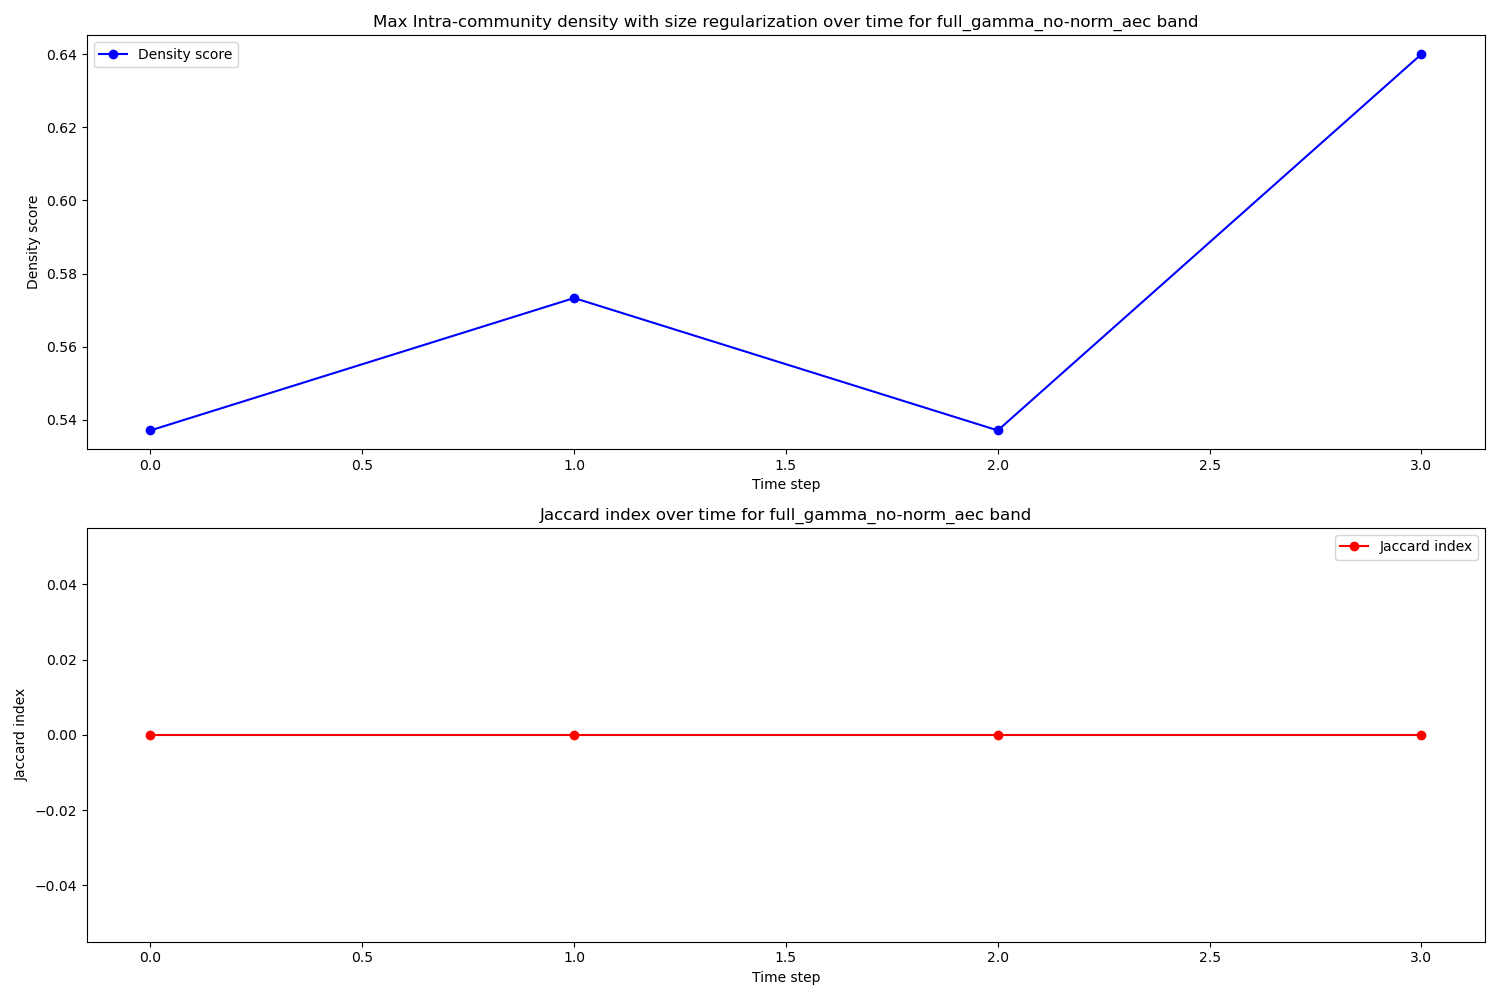 Max Intra-community density with size regularization over time for full_gamma_no-norm_aec band
Density score
0.64
0.62
0.60
0.58
0.56
0.54
Density score
0.0 0.5 1.0 1.5 2.0 2.5 3.0
Time step
Jaccard index over time for full_gamma_no-norm_aec band
Jaccard index
0.04
0.02
0.00
−0.02
−0.04
Jaccard index
0.0 0.5 1.0 1.5 2.0 2.5 3.0
Time step